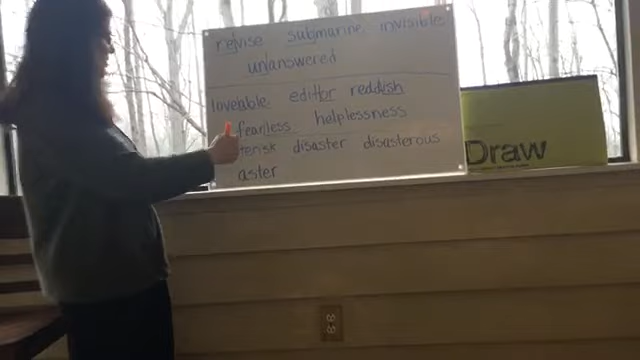 revise submarine invisible
unanswered
loveable editor reddish
fearless helplessness
disaster disasterous
aster
Draw